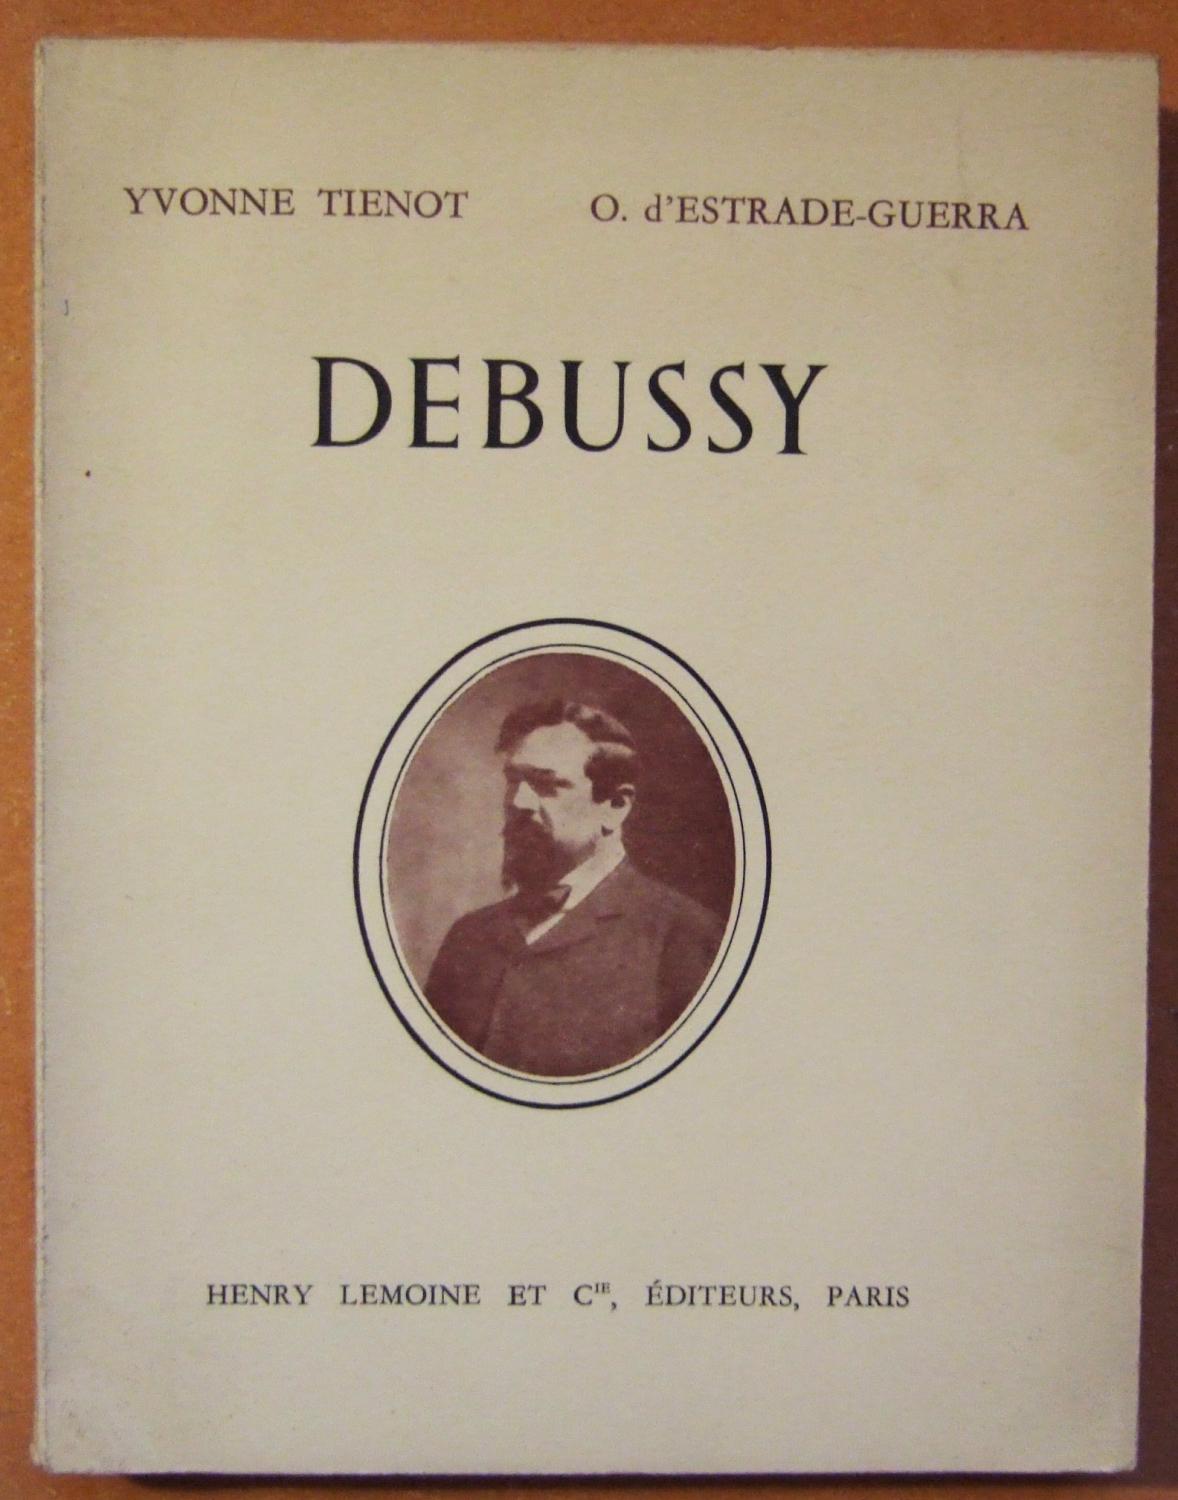 YVONNE TIENOT O. d'ESTRADE-GUERRA
DEBUSSY
HENRY LEMOINE ET CIE, ÉDITEURS, PARIS